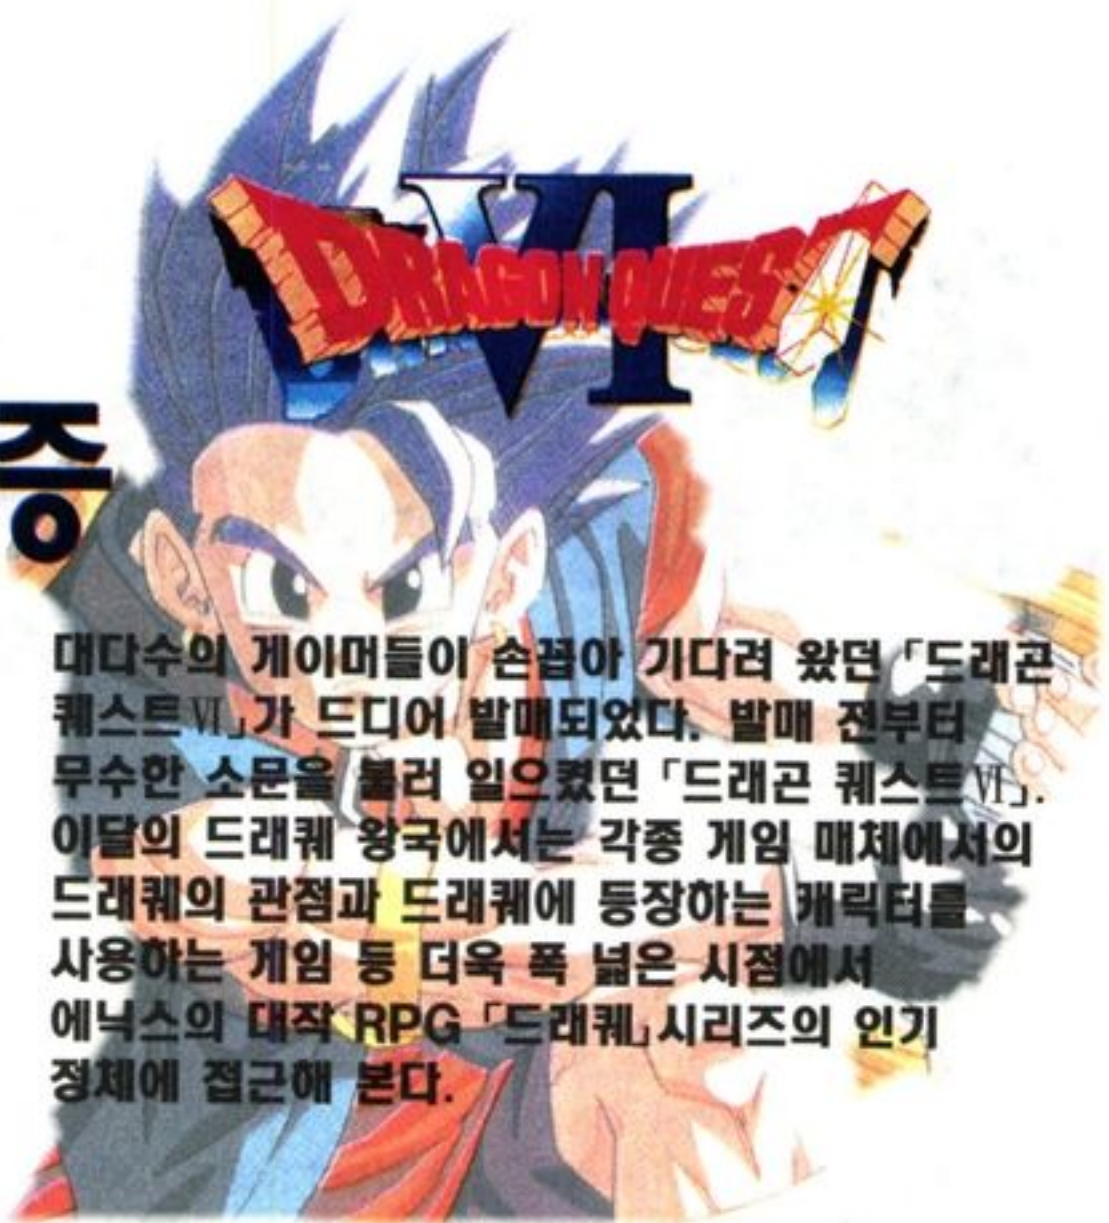 DRAGON QUEST VI
증
대다수의 게이머들이 손꼽아 기다려 왔던 「드래곤
퀘스트Ⅵ」가 드디어 발매되었다. 발매 전부터
무수한 소문을 불러 일으켰던 「드래곤 퀘스트Ⅵ」.
이달의 드래퀘 왕국에서는 각종 게임 매체에서의
드래퀘의 관점과 드래퀘에 등장하는 캐릭터를
사용하는 게임 등 더욱 폭 넓은 시점에서
에닉스의 대작 RPG 「드래퀘」시리즈의 인기
정체에 접근해 본다.